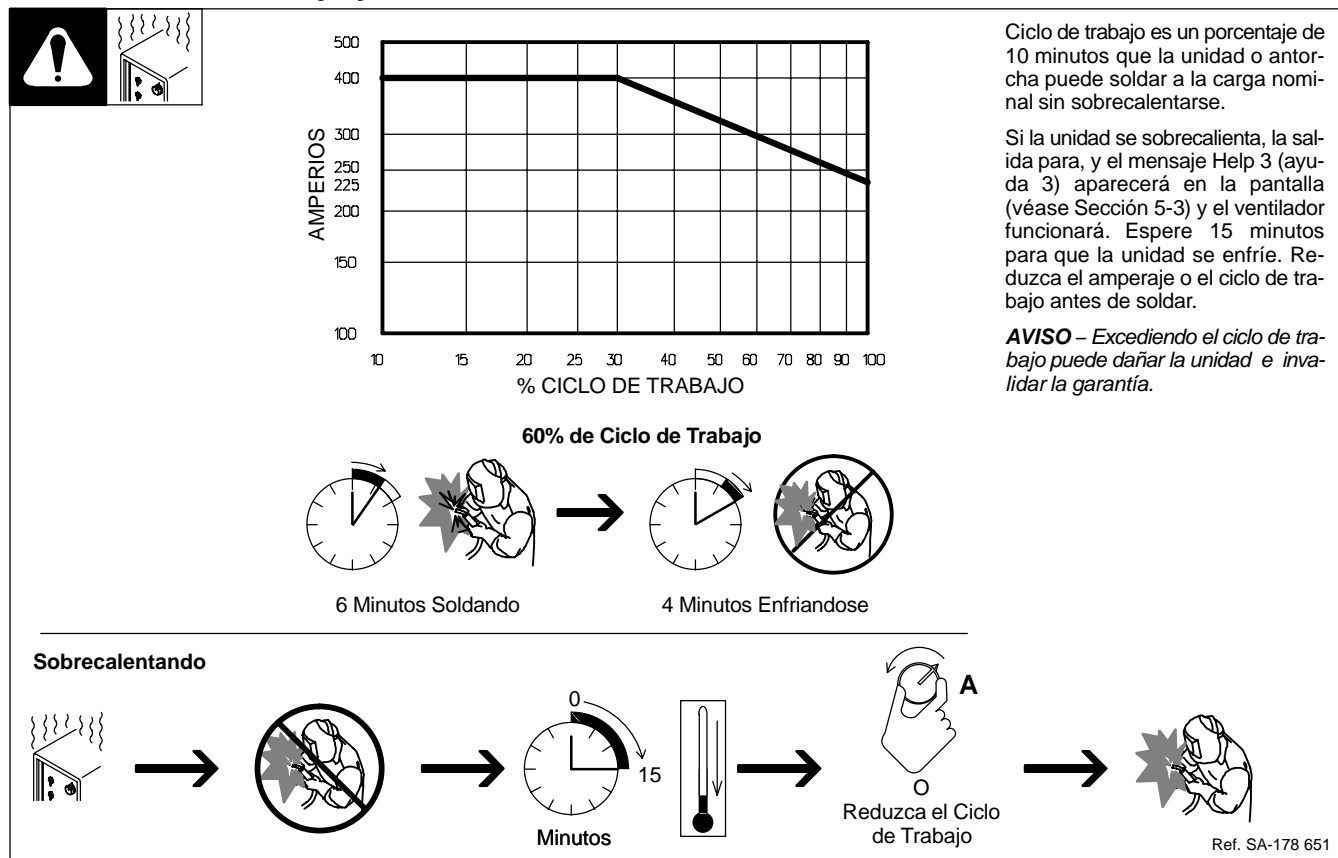 Ciclo de trabajo es un porcentaje de
10 minutos que la unidad o antor-
cha puede soldar a la carga nomi-
nal sin sobrecalentarse.
Si la unidad se sobrecalienta, la sal-
ida para, y el mensaje Help 3 (ayu-
da 3) aparecerá en la pantalla
(véase Sección 5-3) y el ventilador
funcionará. Espere 15 minutos
para que la unidad se enfríe. Re-
duzca el amperaje o el ciclo de tra-
bajo antes de soldar.
AVISO – Excediendo el ciclo de tra-
bajo puede dañar la unidad e inva-
lidar la garantía.
500
400
300
250
225
200
150
100
AMPERIOS
10 15 20 25 30 40 50 60 70 80 90 100
% CICLO DE TRABAJO
60% de Ciclo de Trabajo
6 Minutos Soldando
4 Minutos Enfriandose
Sobrecalentando
0
15
Minutos
A
O
Reduzca el Ciclo
de Trabajo
Ref. SA-178 651